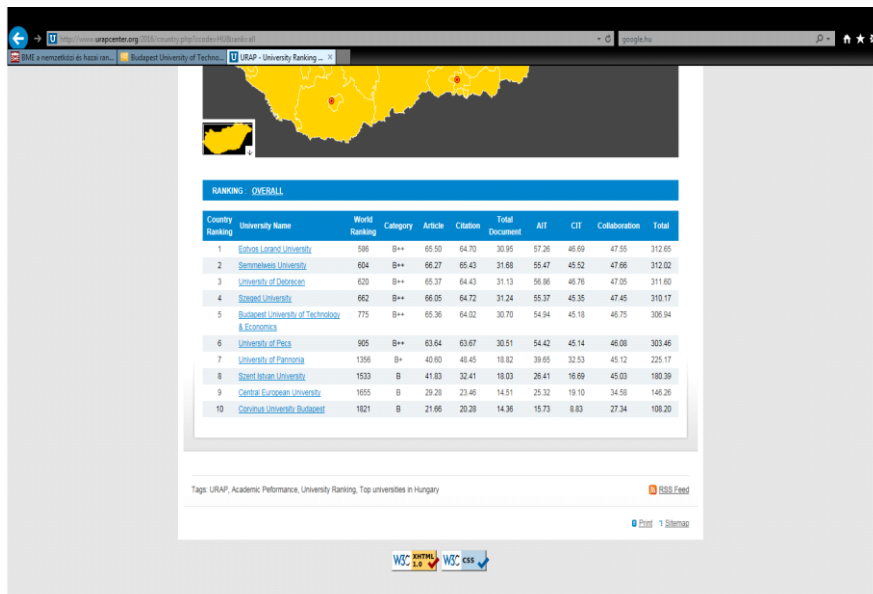 http://www.urapcenter.org/2016/country.php?ccode=HU&rank=all
google.hu
BME a nemzetközi és hazai ran...
Budapest University of Techno...
URAP - University Ranking ...
RANKING : OVERALL
Country Ranking University Name World Ranking Category Article Citation Total Document AIT CIT Collaboration Total
1 Eotvos Lorand University 586 B++ 65.50 64.70 30.95 57.26 46.69 47.55 312.65
2 Semmelweis University 604 B++ 66.27 65.43 31.68 55.47 45.52 47.66 312.02
3 University of Debrecen 620 B++ 65.37 64.43 31.13 56.86 46.76 47.05 311.60
4 Szeged University 662 B++ 66.05 64.72 31.24 55.37 45.35 47.45 310.17
5 Budapest University of Technology 775 B++ 65.36 64.02 30.70 54.94 45.18 46.75 306.94
& Economics
6 University of Pecs 905 B++ 63.64 63.67 30.51 54.42 45.14 46.08 303.46
7 University of Pannonia 1356 B+ 40.60 48.45 18.82 39.65 32.53 45.12 225.17
8 Szent Istvan University 1533 B 41.83 32.41 18.03 26.41 16.69 45.03 180.39
9 Central European University 1655 B 29.28 23.46 14.51 25.32 19.10 34.58 146.26
10 Corvinus University Budapest 1821 B 21.66 20.28 14.36 15.73 8.83 27.34 108.20
Tags: URAP, Academic Peformance, University Ranking, Top universities in Hungary
RSS Feed
Print Sitemap
W3C XHTML 1.0 W3C CSS